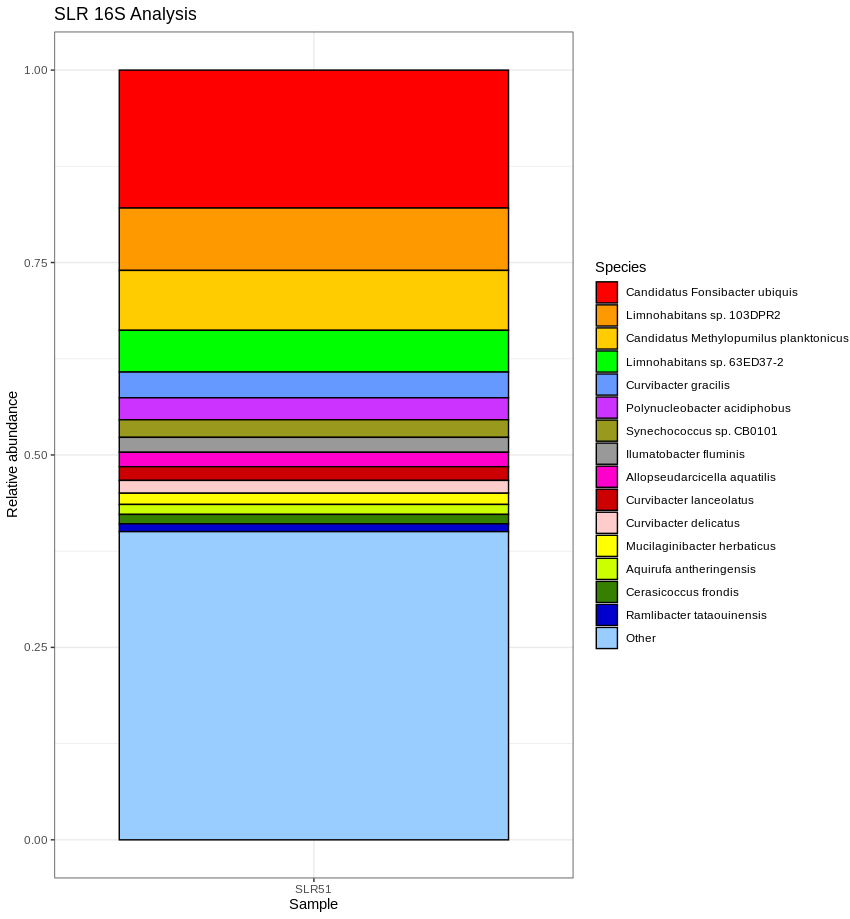 SLR 16S Analysis
1.00
0.75
0.50
0.25
0.00
Relative abundance
SLR51
Sample
Species
Candidatus Fonsibacter ubiquis
Limnohabitans sp. 103DPR2
Candidatus Methylopumilus planktonicus
Limnohabitans sp. 63ED37-2
Curvibacter gracilis
Polynucleobacter acidiphobus
Synechococcus sp. CB0101
Ilumatobacter fluminis
Allopseudarcicella aquatilis
Curvibacter lanceolatus
Curvibacter delicatus
Mucilaginibacter herbaticus
Aquirufa antheringensis
Cerasicoccus frondis
Ramlibacter tataouinensis
Other